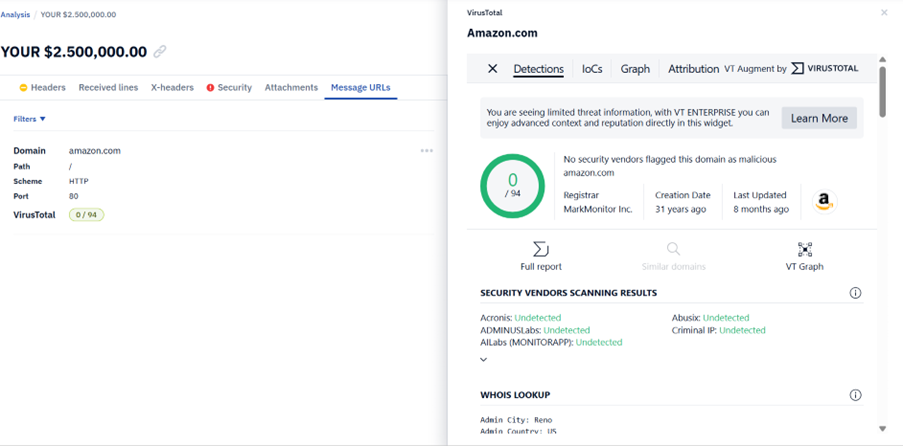 Analysis / YOUR $2.500,000.00
YOUR $2.500,000.00
Headers Received lines X-headers Security Attachments Message URLs
Filters
Domain amazon.com
Path /
Scheme HTTP
Port 80
VirusTotal 0 / 94
VirusTotal
Amazon.com
Detections IoCs Graph Attribution VT Augment by VIRUSTOTAL
You are seeing limited threat information, with VT ENTERPRISE you can
enjoy advanced context and reputation directly in this widget.
Learn More
0
/ 94
No security vendors flagged this domain as malicious
amazon.com
Registrar Creation Date Last Updated
MarkMonitor Inc. 31 years ago 8 months ago
Full report Similar domains VT Graph
SECURITY VENDORS SCANNING RESULTS
Acronis: Undetected Abusix: Undetected
ADMINUSLabs: Undetected Criminal IP: Undetected
AILabs (MONITORAPP): Undetected
WHOIS LOOKUP
Admin City: Reno
Admin Country: US